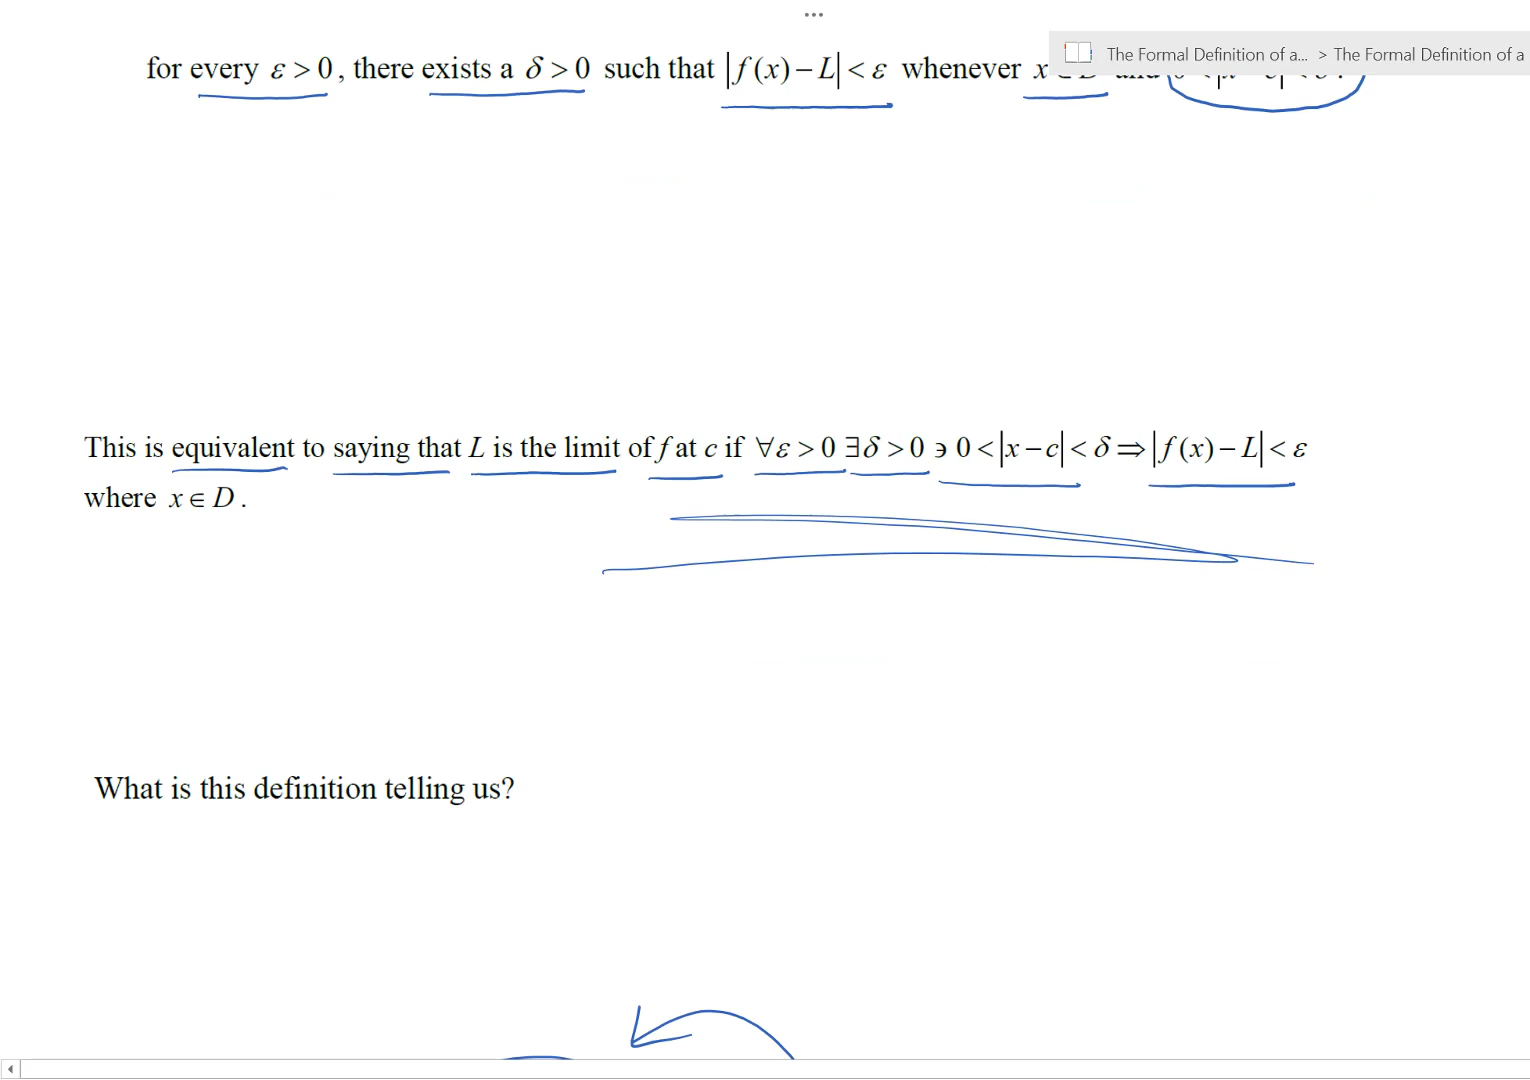 The Formal Definition of a... > The Formal Definition of a
for every ε > 0, there exists a δ > 0 such that |f(x) − L| < ε whenever x
This is equivalent to saying that L is the limit of f at c if ∀ε > 0 ∃δ > 0 ∍ 0 < |x − c| < δ ⇒ |f(x) − L| < ε
where x ∈ D.
What is this definition telling us?